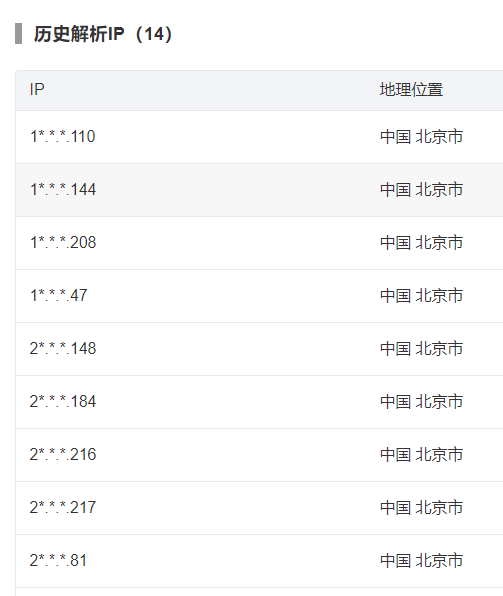 历史解析IP（14）
IP 地理位置
1*.*.*.110 中国 北京市
1*.*.*.144 中国 北京市
1*.*.*.208 中国 北京市
1*.*.*.47 中国 北京市
2*.*.*.148 中国 北京市
2*.*.*.184 中国 北京市
2*.*.*.216 中国 北京市
2*.*.*.217 中国 北京市
2*.*.*.81 中国 北京市